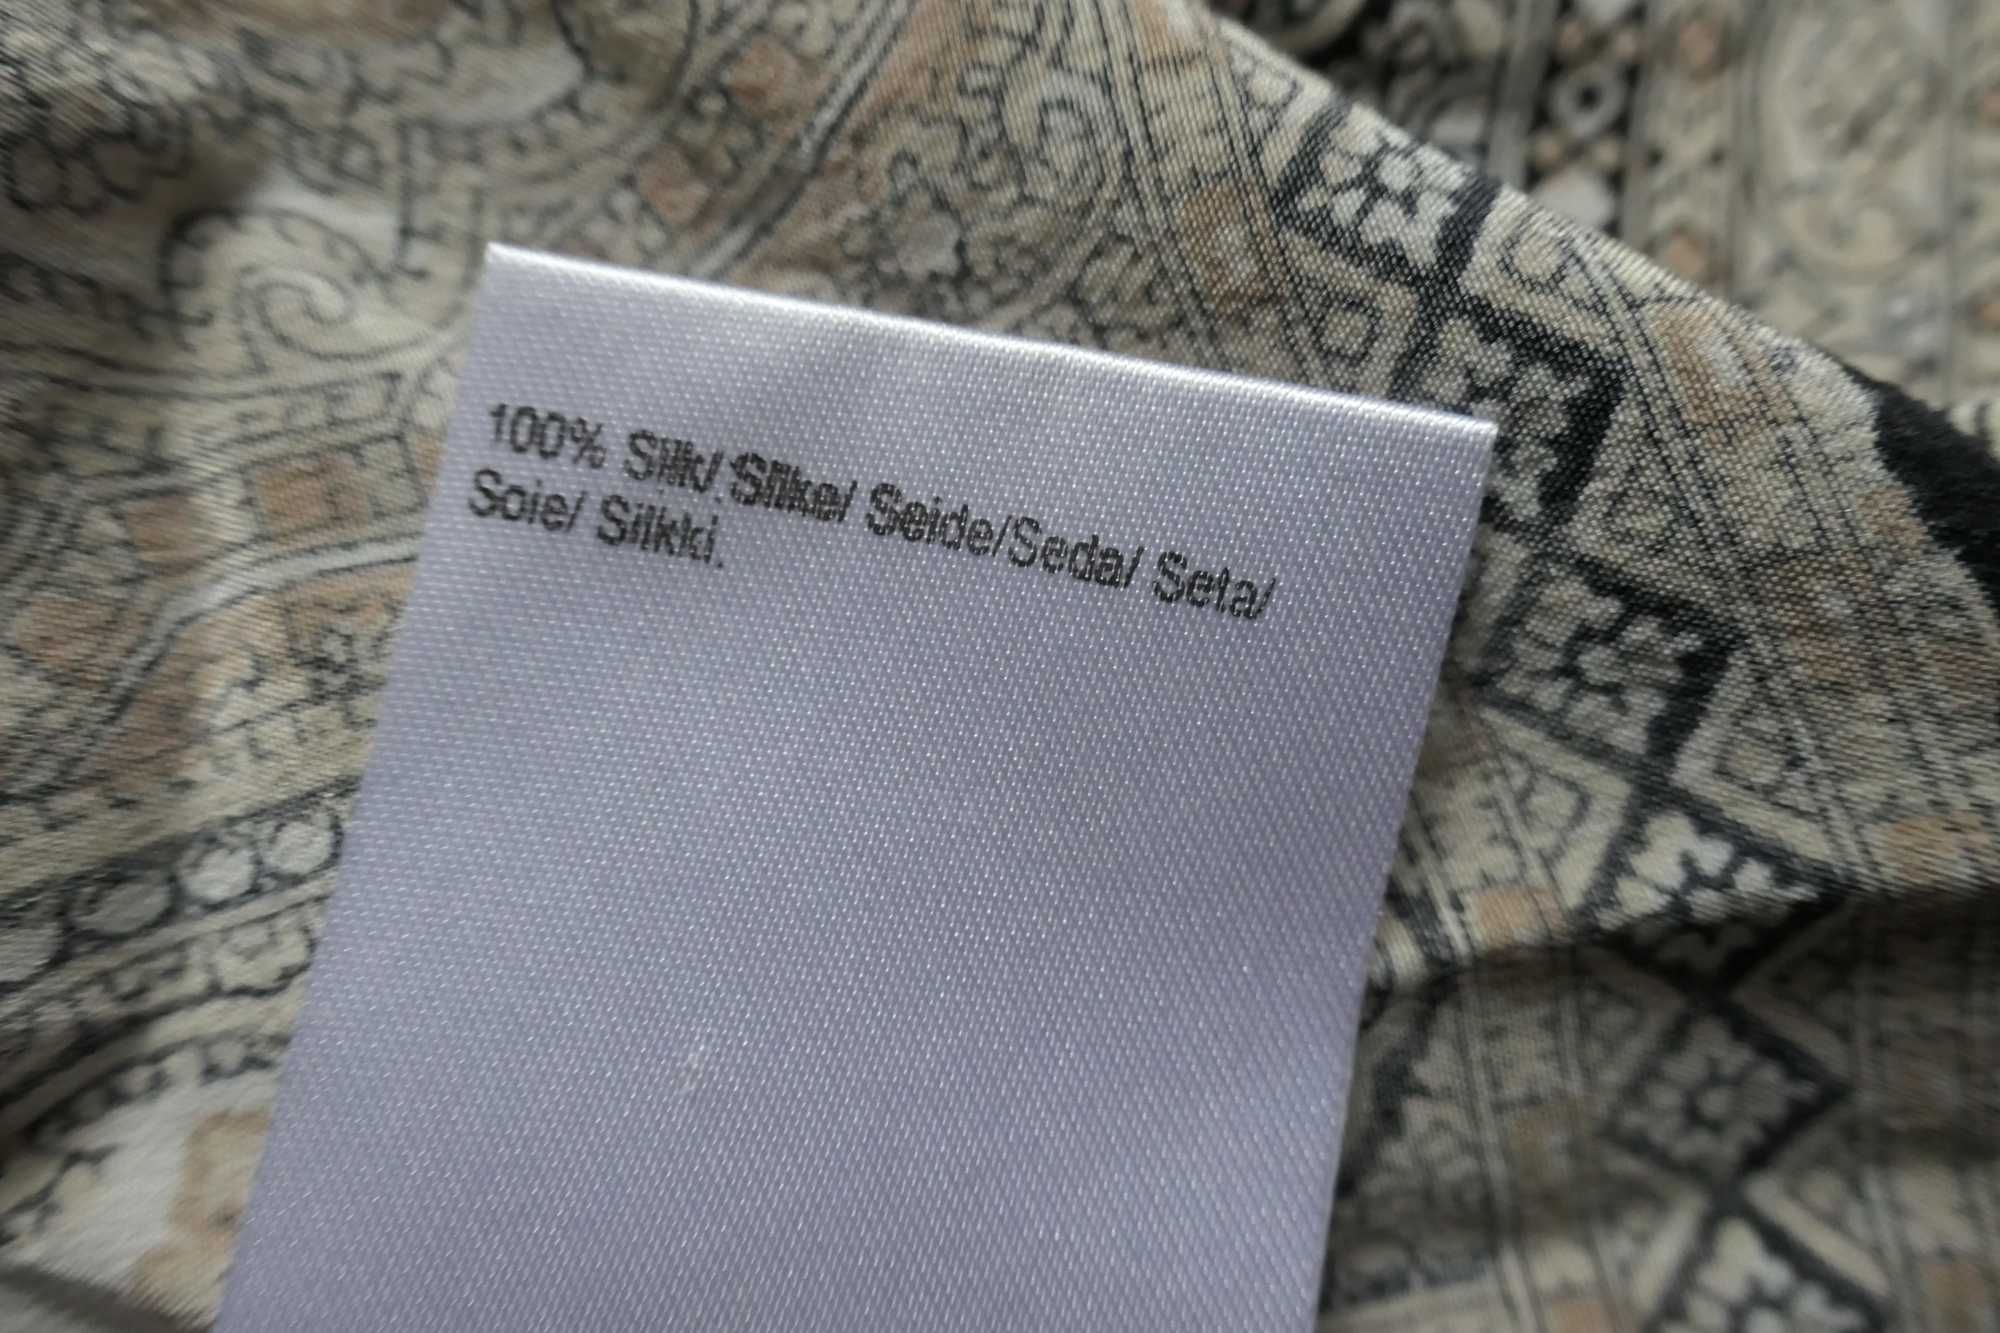 100% Silk/ Silke/ Seide/Seda/ Seta/
Soie/ Silkki.